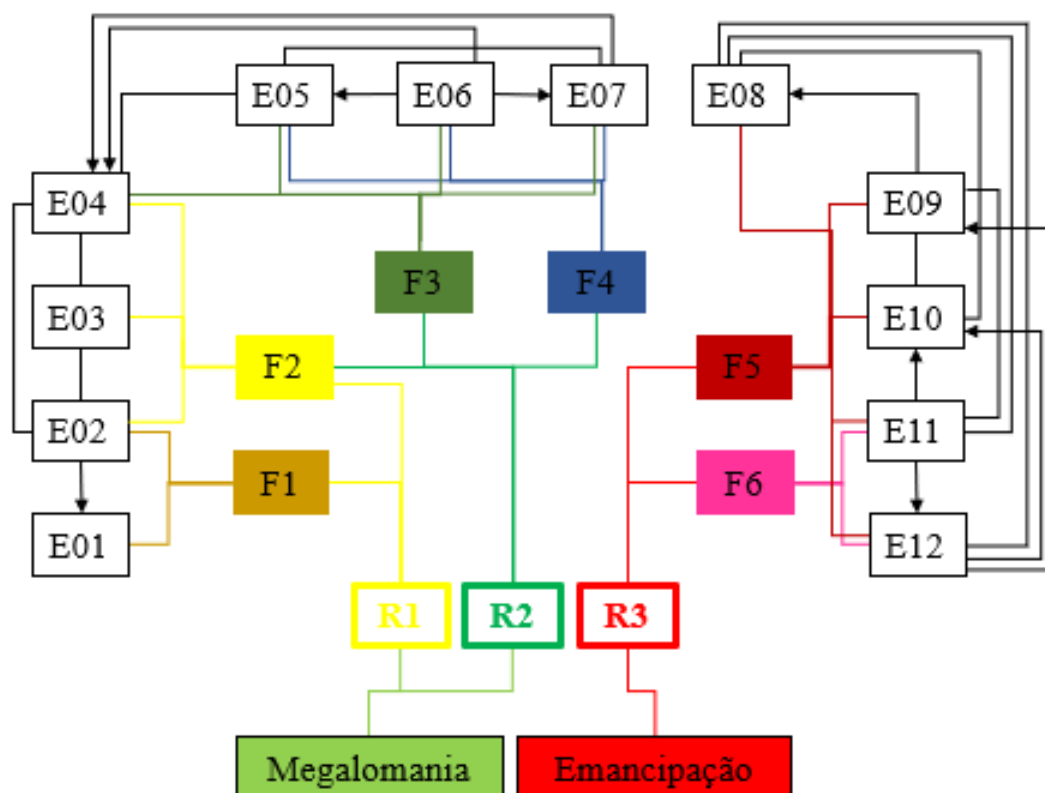 E05 E06 E07 E08
E04 E09
F3 F4
E03 E10
F2 F5
E02 E11
F1 F6
E01 E12
R1 R2 R3
Megalomania Emancipação